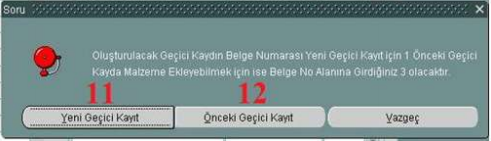 Soru
Oluşturulacak Geçici Kaydın Belge Numarası Yeni Geçici Kayıt için 1 Önceki Geçici
Kayda Malzeme Ekleyebilmek için ise Belge No Alanına Girdiğiniz 3 olacaktır.
11 12
Yeni Geçici Kayıt Önceki Geçici Kayıt Vazgeç